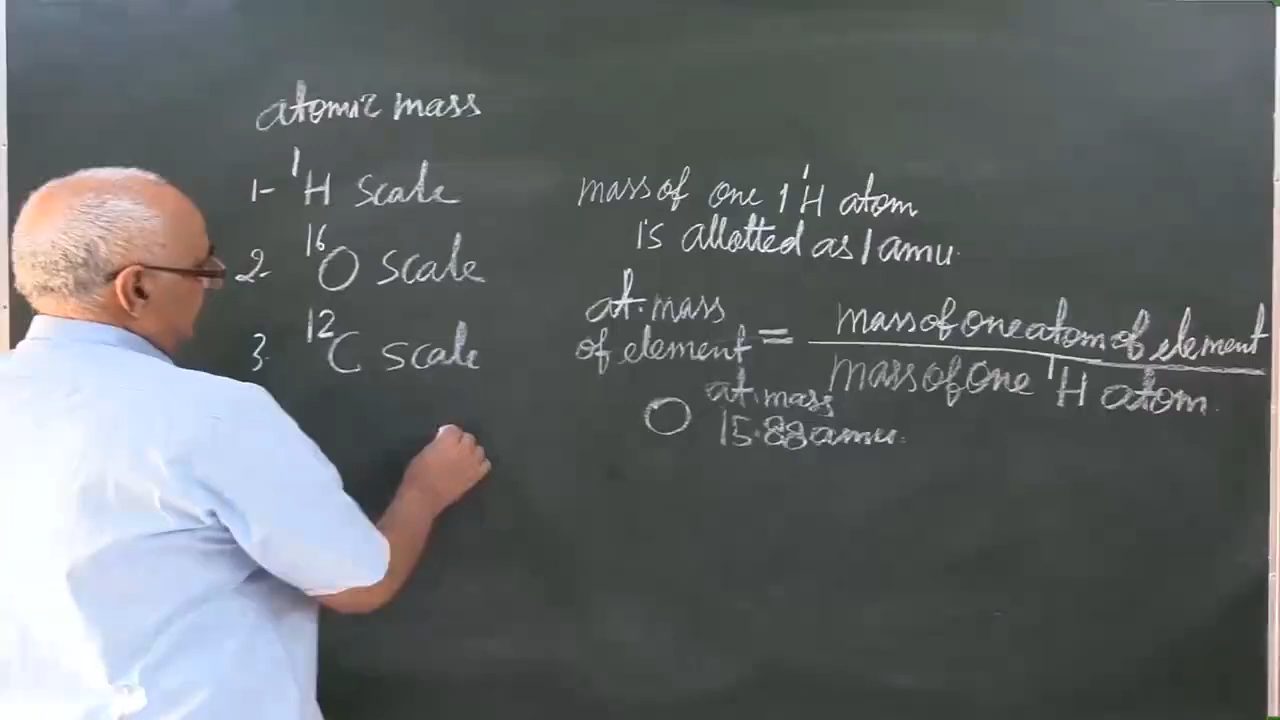 atomic mass
1- ¹H scale
2- ¹⁶O scale
3. ¹²C scale
mass of one 1 ¹H atom
is allotted as 1 amu.
at. mass
of element = mass of one atom of element
mass of one ¹H atom.
O at. mass
15.88 amu.